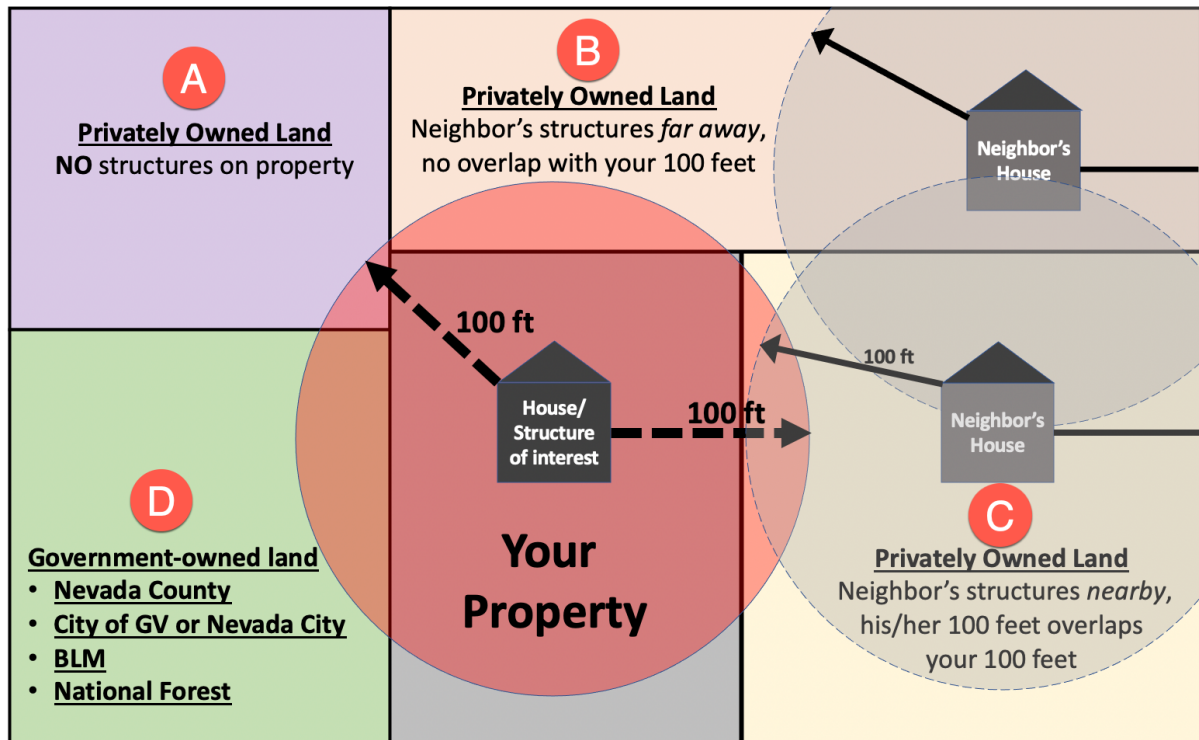 A
Privately Owned Land
NO structures on property
B
Privately Owned Land
Neighbor’s structures far away,
no overlap with your 100 feet
Neighbor’s
House
100 ft
House/
Structure
of interest
100 ft
Your
Property
100 ft
Neighbor’s
House
C
Privately Owned Land
Neighbor’s structures nearby,
his/her 100 feet overlaps
your 100 feet
D
Government-owned land
• Nevada County
• City of GV or Nevada City
• BLM
• National Forest